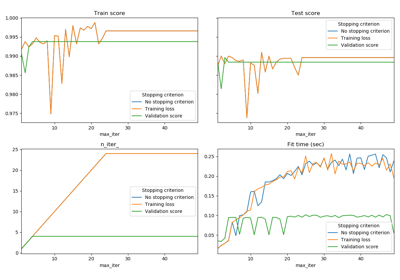 Train score
1.000
0.995
0.990
0.985
0.980
0.975
Stopping criterion
No stopping criterion
Training loss
Validation score
10
20
30
40
max_iter
Test score
Stopping criterion
No stopping criterion
Training loss
Validation score
10
20
30
40
max_iter
n_iter_
25
20
15
10
5
0
Stopping criterion
No stopping criterion
Training loss
Validation score
10
20
30
40
max_iter
Fit time (sec)
0.25
0.20
0.15
0.10
0.05
Stopping criterion
No stopping criterion
Training loss
Validation score
10
20
30
40
max_iter